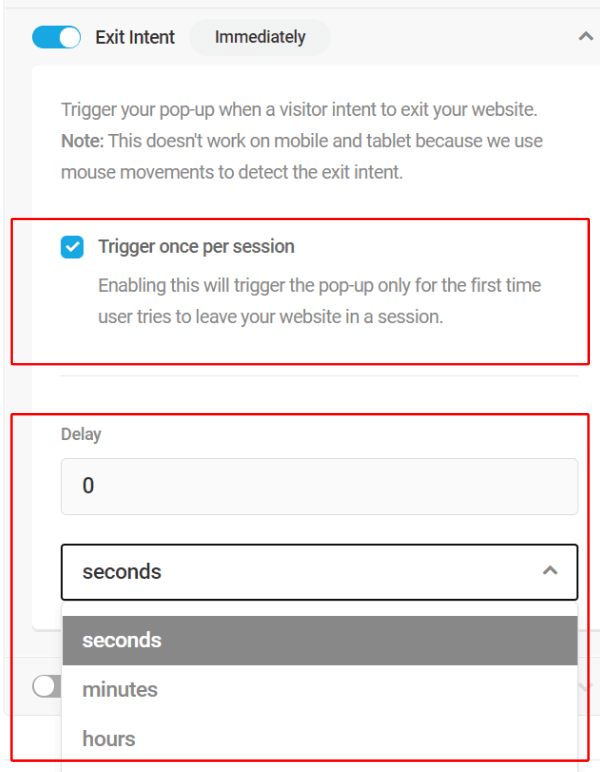 Exit Intent Immediately
Trigger your pop-up when a visitor intent to exit your website.
Note: This doesn't work on mobile and tablet because we use
mouse movements to detect the exit intent.
Trigger once per session
Enabling this will trigger the pop-up only for the first time
user tries to leave your website in a session.
Delay
0
seconds
seconds
minutes
hours